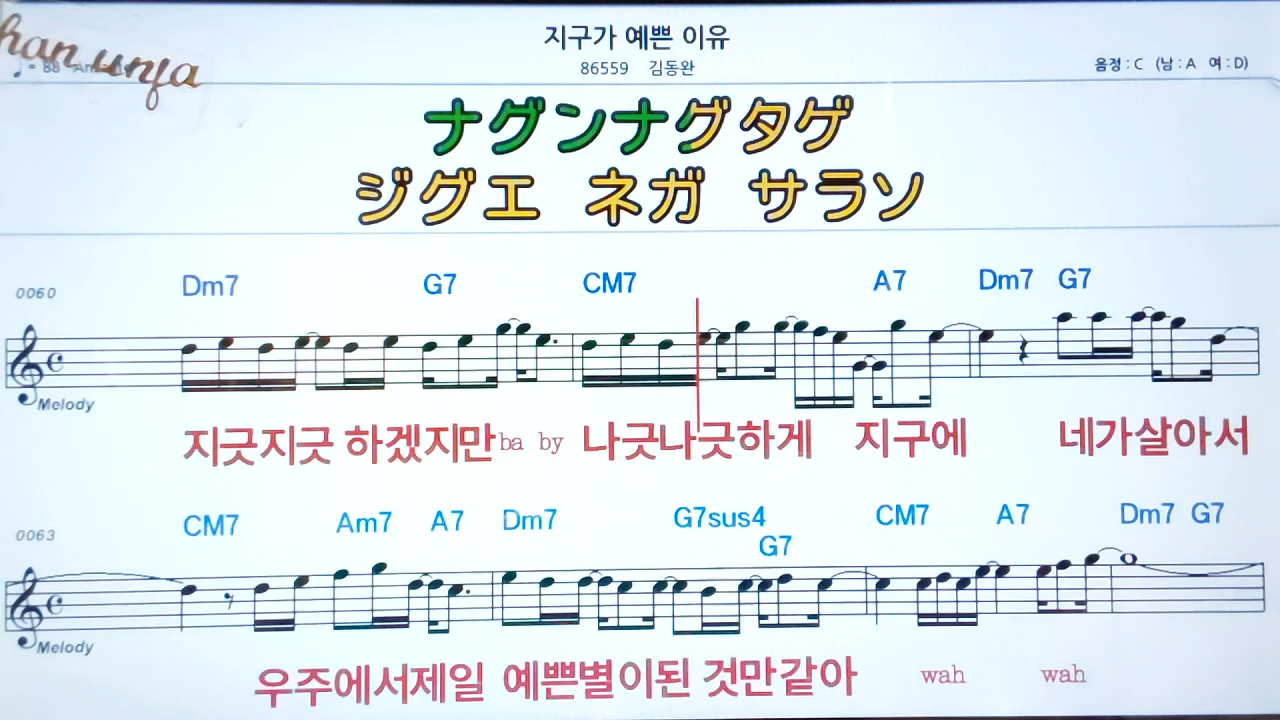 han unja
지구가 예쁜 이유
86559 김동완
♩= 88
음정 : C (남 : A 여 : D)
ナグンナグタゲ
ジグエ ネガ サラソ
0060 Dm7 G7 CM7 A7 Dm7 G7
Melody
지긋지긋 하겠지만 ba by 나긋나긋하게 지구에 네가살아서
0063 CM7 Am7 A7 Dm7 G7sus4 G7 CM7 A7 Dm7 G7
Melody
우주에서제일 예쁜별이된 것만같아 wah wah